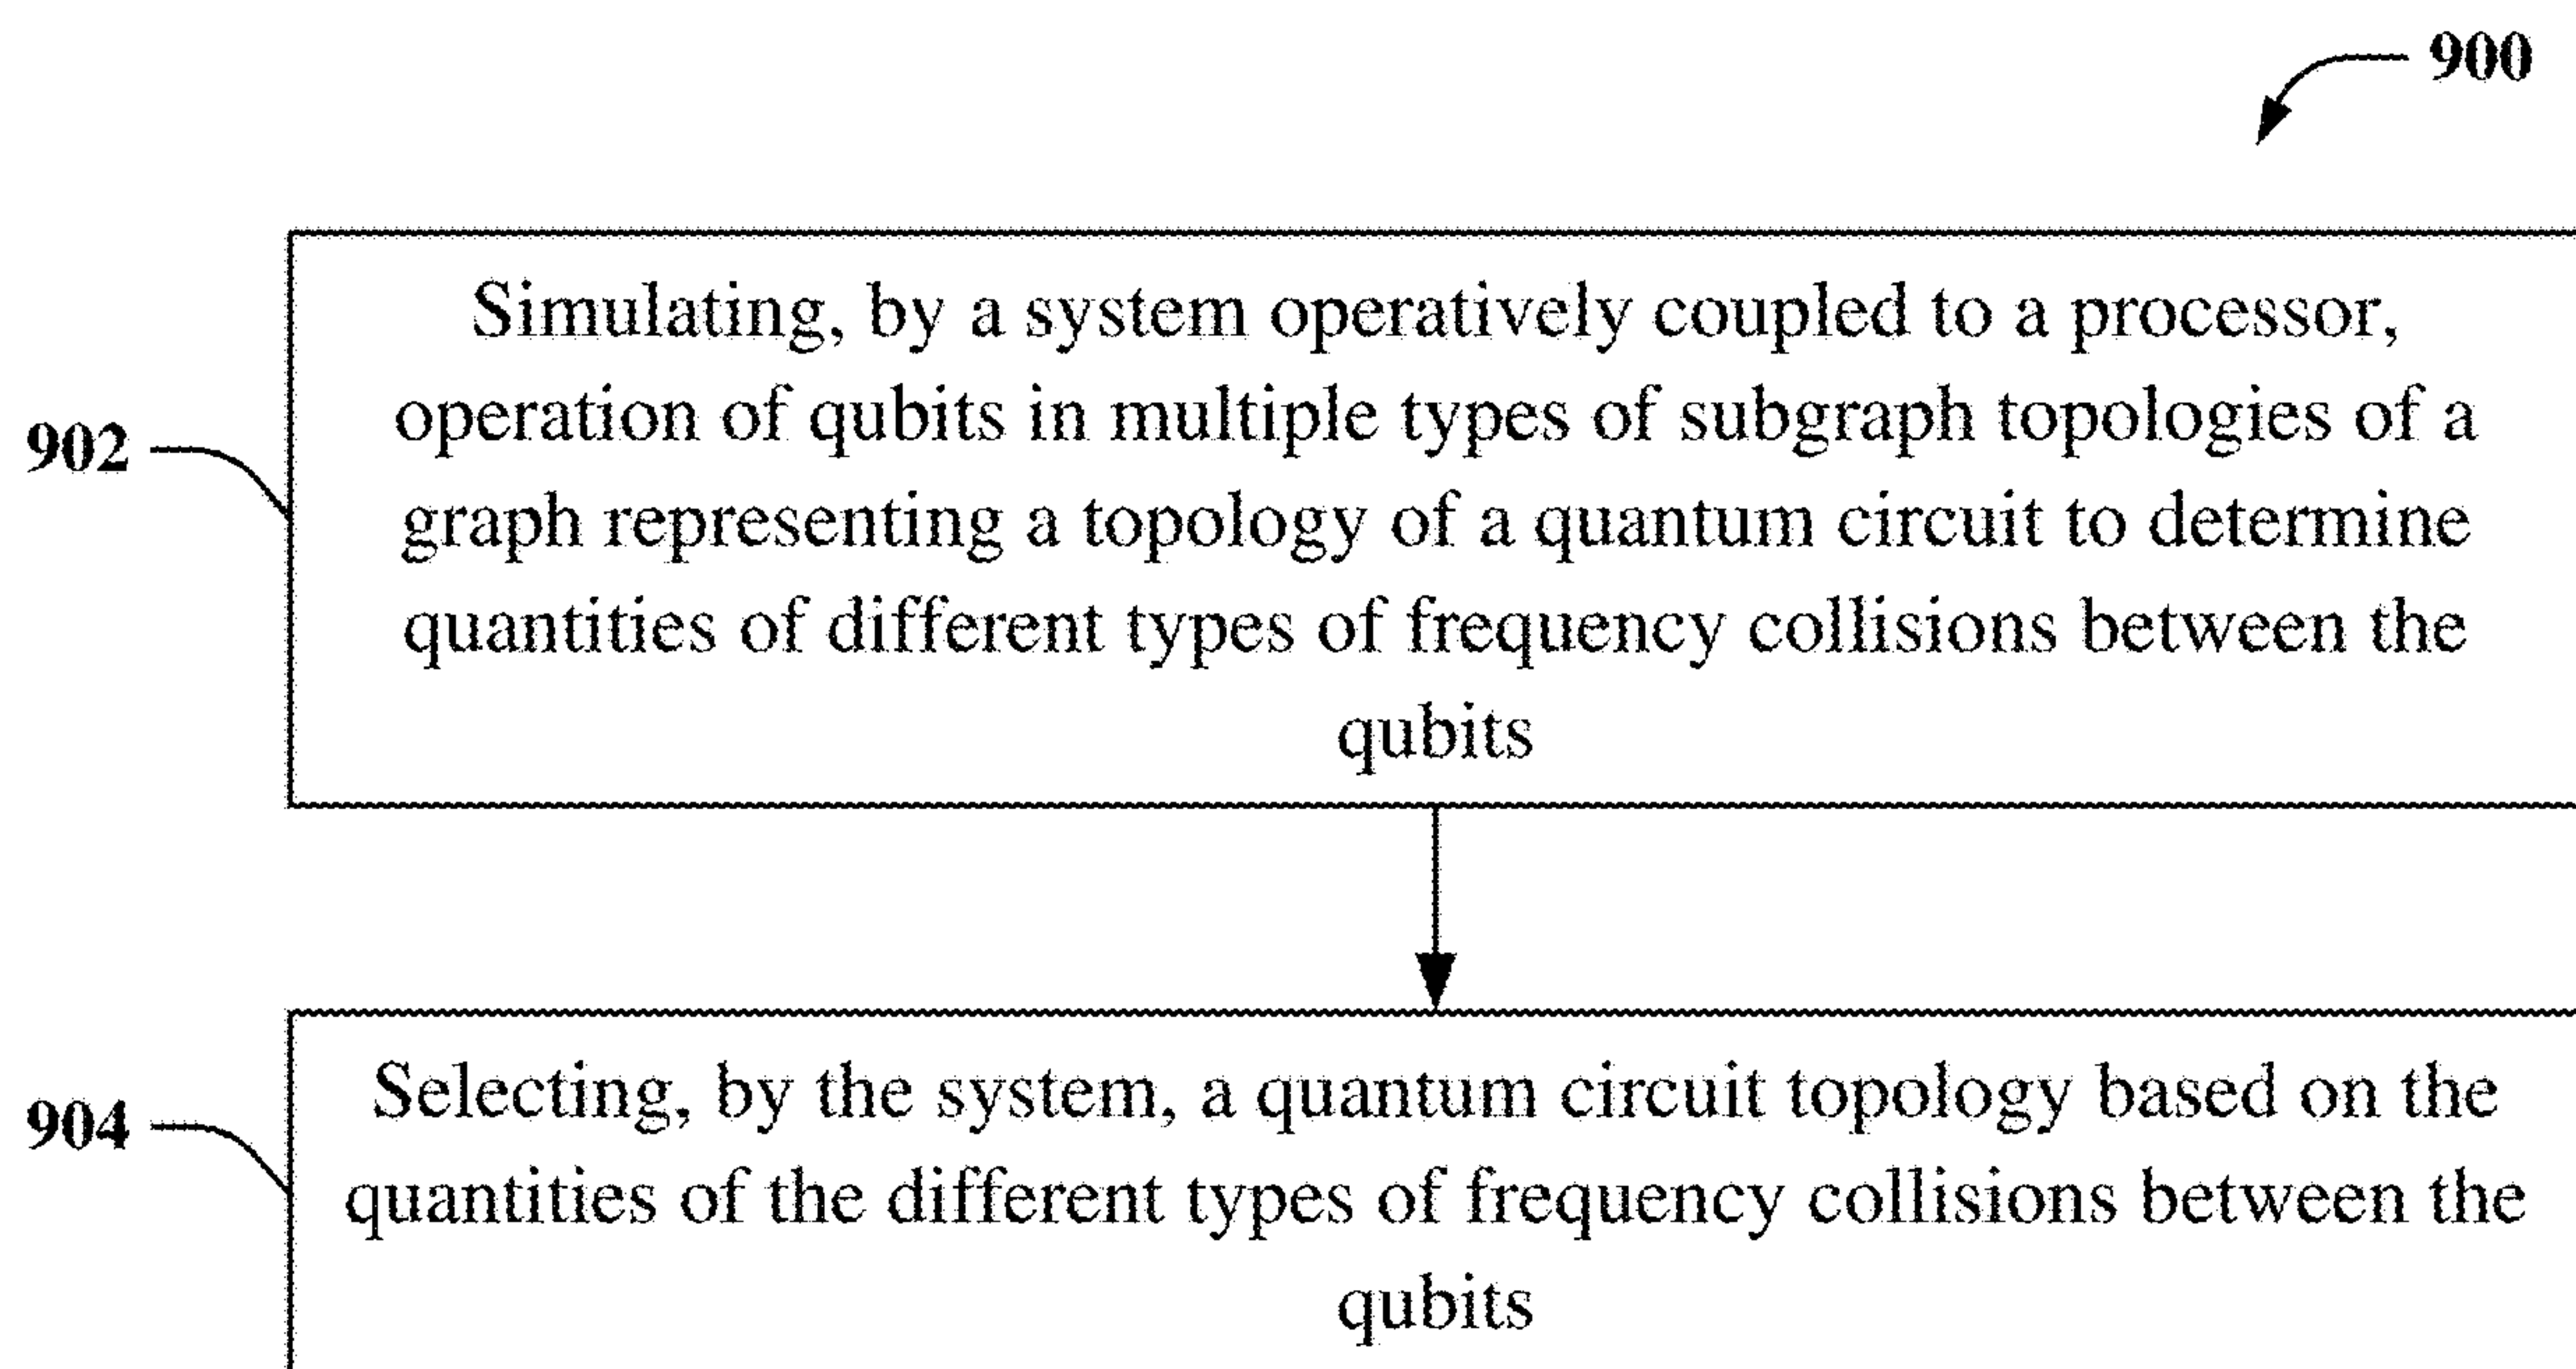 900
902
Simulating, by a system operatively coupled to a processor,
operation of qubits in multiple types of subgraph topologies of a
graph representing a topology of a quantum circuit to determine
quantities of different types of frequency collisions between the
qubits
904
Selecting, by the system, a quantum circuit topology based on the
quantities of the different types of frequency collisions between the
qubits